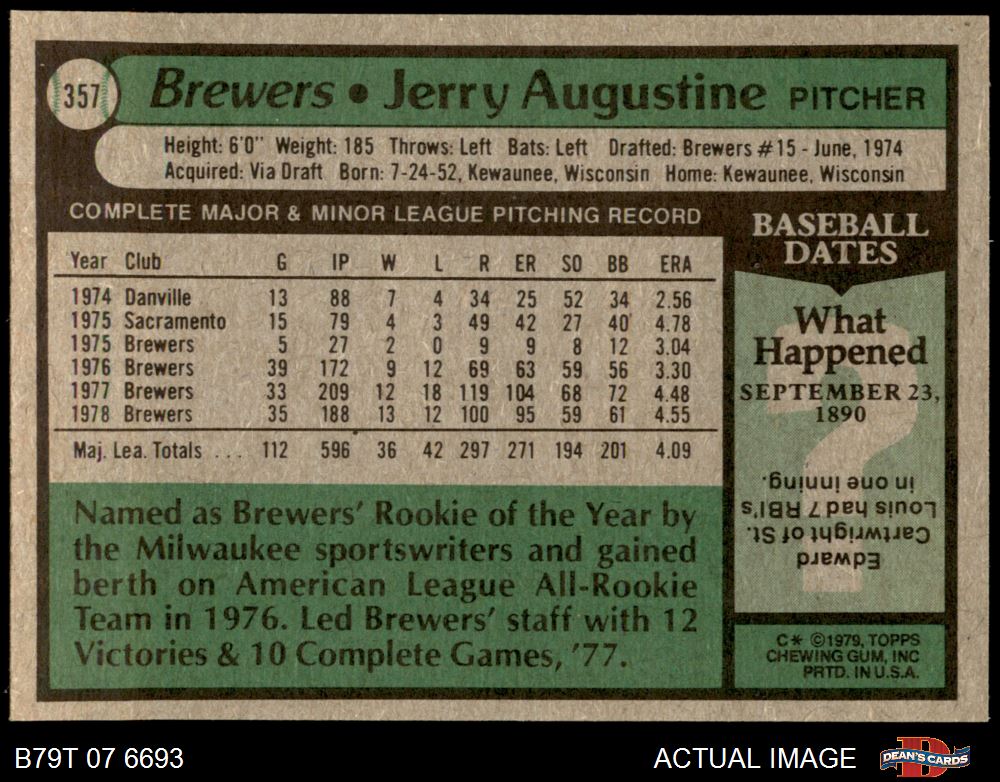 357
Brewers • Jerry Augustine PITCHER
Height: 6'0" Weight: 185 Throws: Left Bats: Left Drafted: Brewers #15 - June, 1974
Acquired: Via Draft Born: 7-24-52, Kewaunee, Wisconsin Home: Kewaunee, Wisconsin
COMPLETE MAJOR & MINOR LEAGUE PITCHING RECORD
Year Club G IP W L R ER SO BB ERA
1974 Danville 13 88 7 4 34 25 52 34 2.56
1975 Sacramento 15 79 4 3 49 42 27 40 4.78
1975 Brewers 5 27 2 0 9 9 8 12 3.04
1976 Brewers 39 172 9 12 69 63 59 56 3.30
1977 Brewers 33 209 12 18 119 104 68 72 4.48
1978 Brewers 35 188 13 12 100 95 59 61 4.55
Maj. Lea. Totals ... 112 596 36 42 297 271 194 201 4.09
Named as Brewers' Rookie of the Year by
the Milwaukee sportswriters and gained
berth on American League All-Rookie
Team in 1976. Led Brewers' staff with 12
Victories & 10 Complete Games, '77.
BASEBALL
DATES
What
Happened
SEPTEMBER 23,
1890
?
Edward
Cartwright of St.
Louis had 7 RBI's
in one inning.
C* ©1979, TOPPS
CHEWING GUM, INC
PRTD. IN U.S.A.
B79T 07 6693
ACTUAL IMAGE
D
DEAN'S CARDS